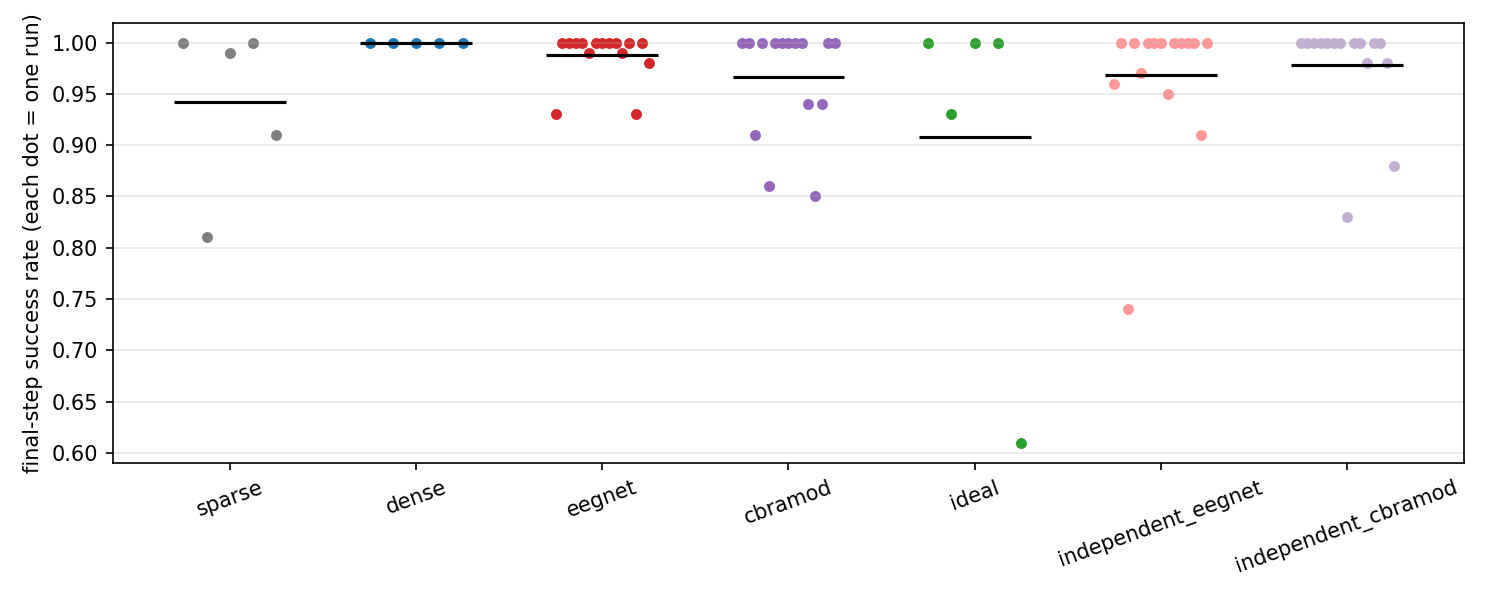 final-step success rate (each dot = one run)
1.00
0.95
0.90
0.85
0.80
0.75
0.70
0.65
0.60
sparse
dense
eegnet
cbramod
ideal
independent_eegnet
independent_cbramod